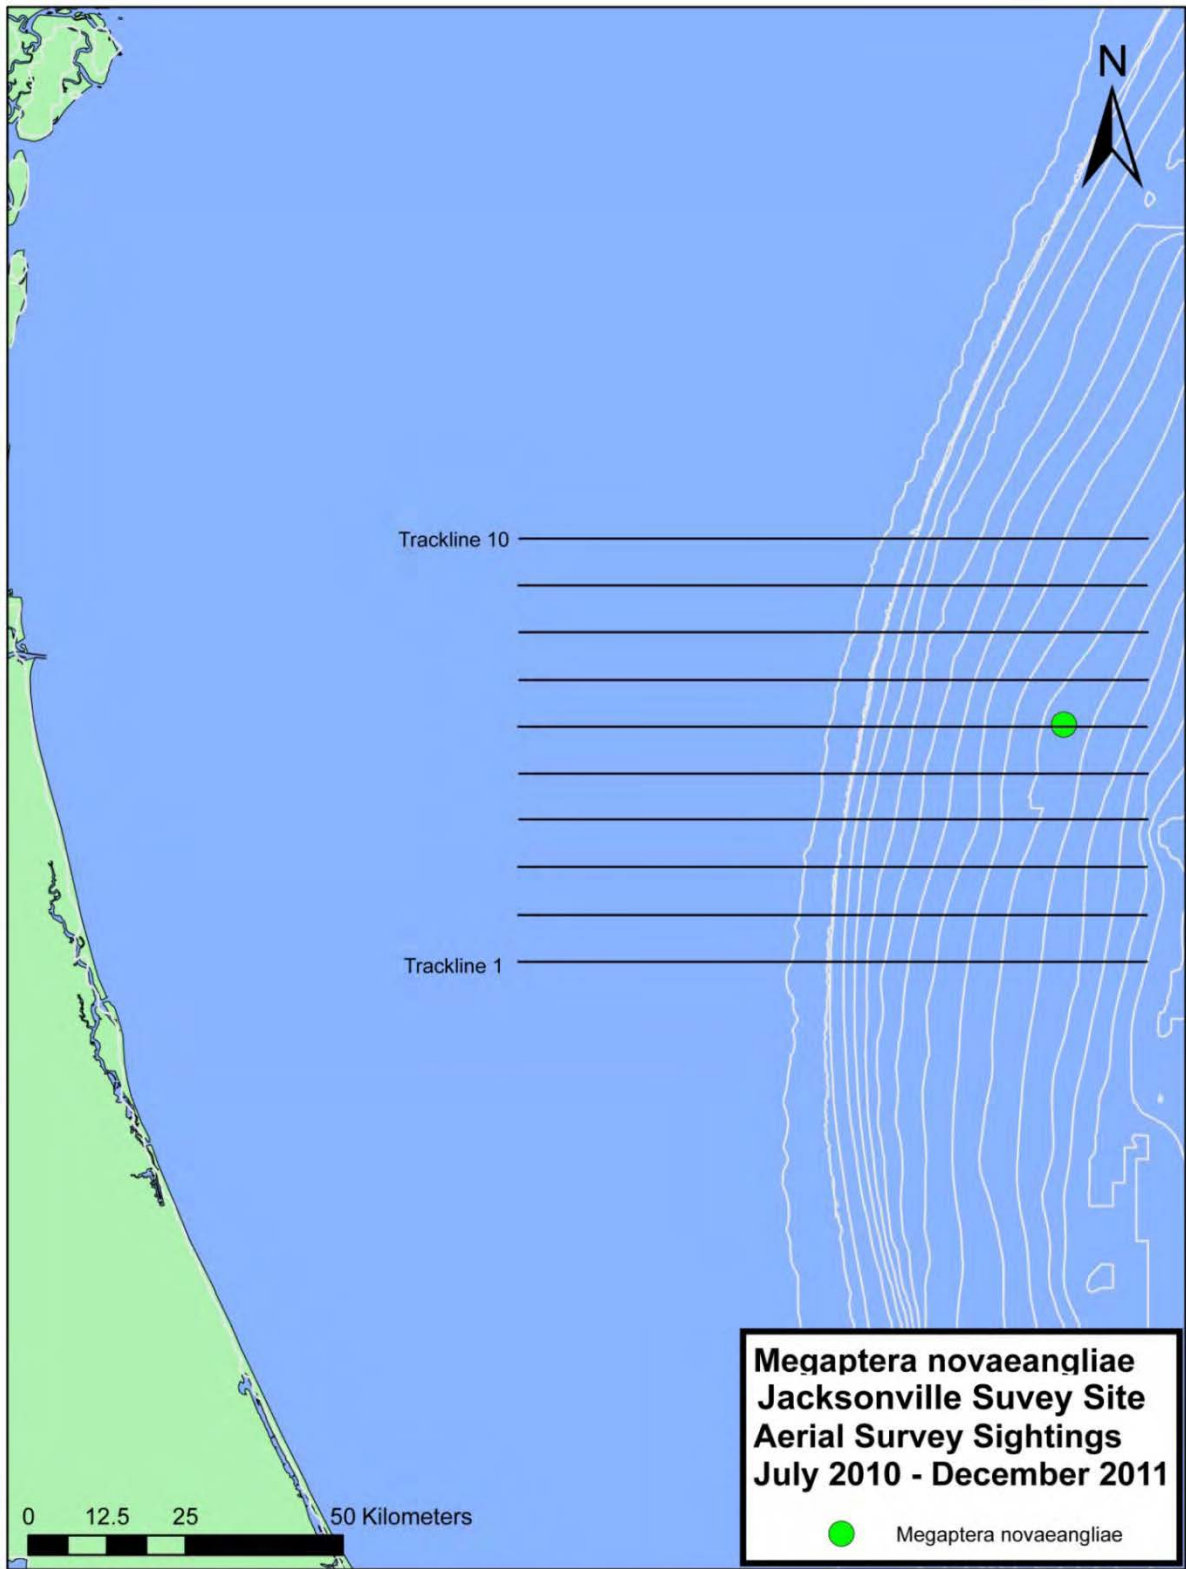 N
Trackline 10
Trackline 1
Megaptera novaeangliae
Jacksonville Suvey Site
Aerial Survey Sightings
July 2010 - December 2011
Megaptera novaeangliae
0 12.5 25 50 Kilometers